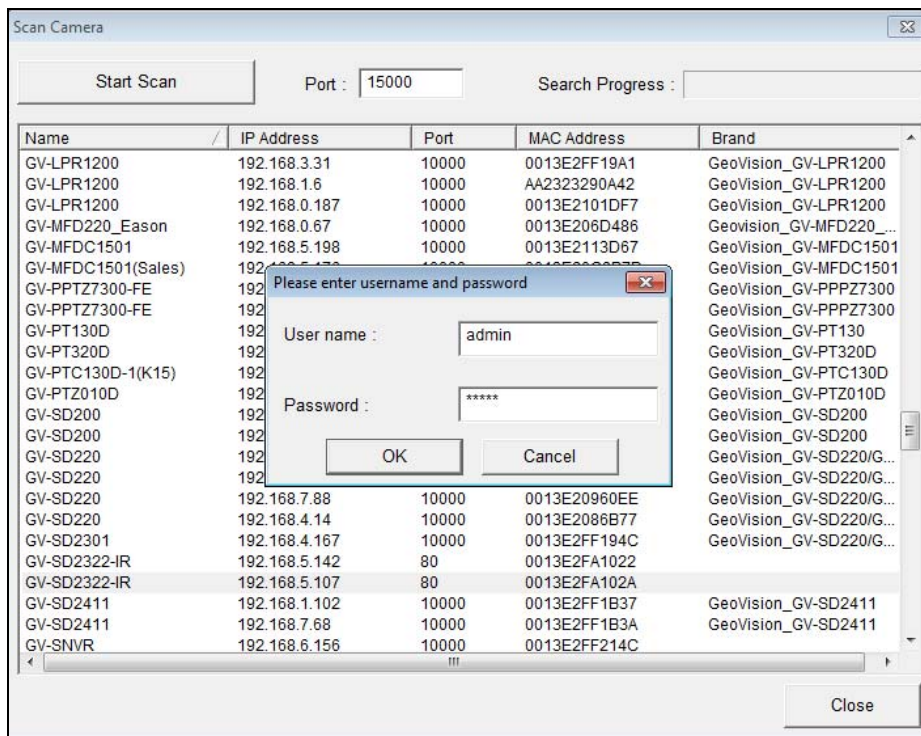 Scan Camera
Start Scan Port : 15000 Search Progress :
Name IP Address Port MAC Address Brand
GV-LPR1200 192.168.3.31 10000 0013E2FF19A1 GeoVision_GV-LPR1200
GV-LPR1200 192.168.1.6 10000 AA2323290A42 GeoVision_GV-LPR1200
GV-LPR1200 192.168.0.187 10000 0013E2101DF7 GeoVision_GV-LPR1200
GV-MFD220_Eason 192.168.0.67 10000 0013E206D486 Geovision_GV-MFD220_...
GV-MFDC1501 192.168.5.198 10000 0013E2113D67 GeoVision_GV-MFDC1501
GV-MFDC1501(Sales) GeoVision_GV-MFDC1501
GV-PPTZ7300-FE 192 GeoVision_GV-PPPZ7300
GV-PPTZ7300-FE 192 GeoVision_GV-PPPZ7300
GV-PT130D 192 GeoVision_GV-PT130
GV-PT320D 192 GeoVision_GV-PT320D
GV-PTC130D-1(K15) 192 GeoVision_GV-PTC130D
GV-PTZ010D 192 GeoVision_GV-PTZ010D
GV-SD200 192 GeoVision_GV-SD200
GV-SD200 192 GeoVision_GV-SD200
GV-SD220 192 GeoVision_GV-SD220/G...
GV-SD220 192 GeoVision_GV-SD220/G...
GV-SD220 192.168.7.88 10000 0013E20960EE GeoVision_GV-SD220/G...
GV-SD220 192.168.4.14 10000 0013E2086B77 GeoVision_GV-SD220/G...
GV-SD2301 192.168.4.167 10000 0013E2FF194C GeoVision_GV-SD220/G...
GV-SD2322-IR 192.168.5.142 80 0013E2FA1022
GV-SD2322-IR 192.168.5.107 80 0013E2FA102A
GV-SD2411 192.168.1.102 10000 0013E2FF1B37 GeoVision_GV-SD2411
GV-SD2411 192.168.7.68 10000 0013E2FF1B3A GeoVision_GV-SD2411
GV-SNVR 192.168.6.156 10000 0013E2FF214C
Please enter username and password
User name : admin
Password : *****
OK Cancel
Close